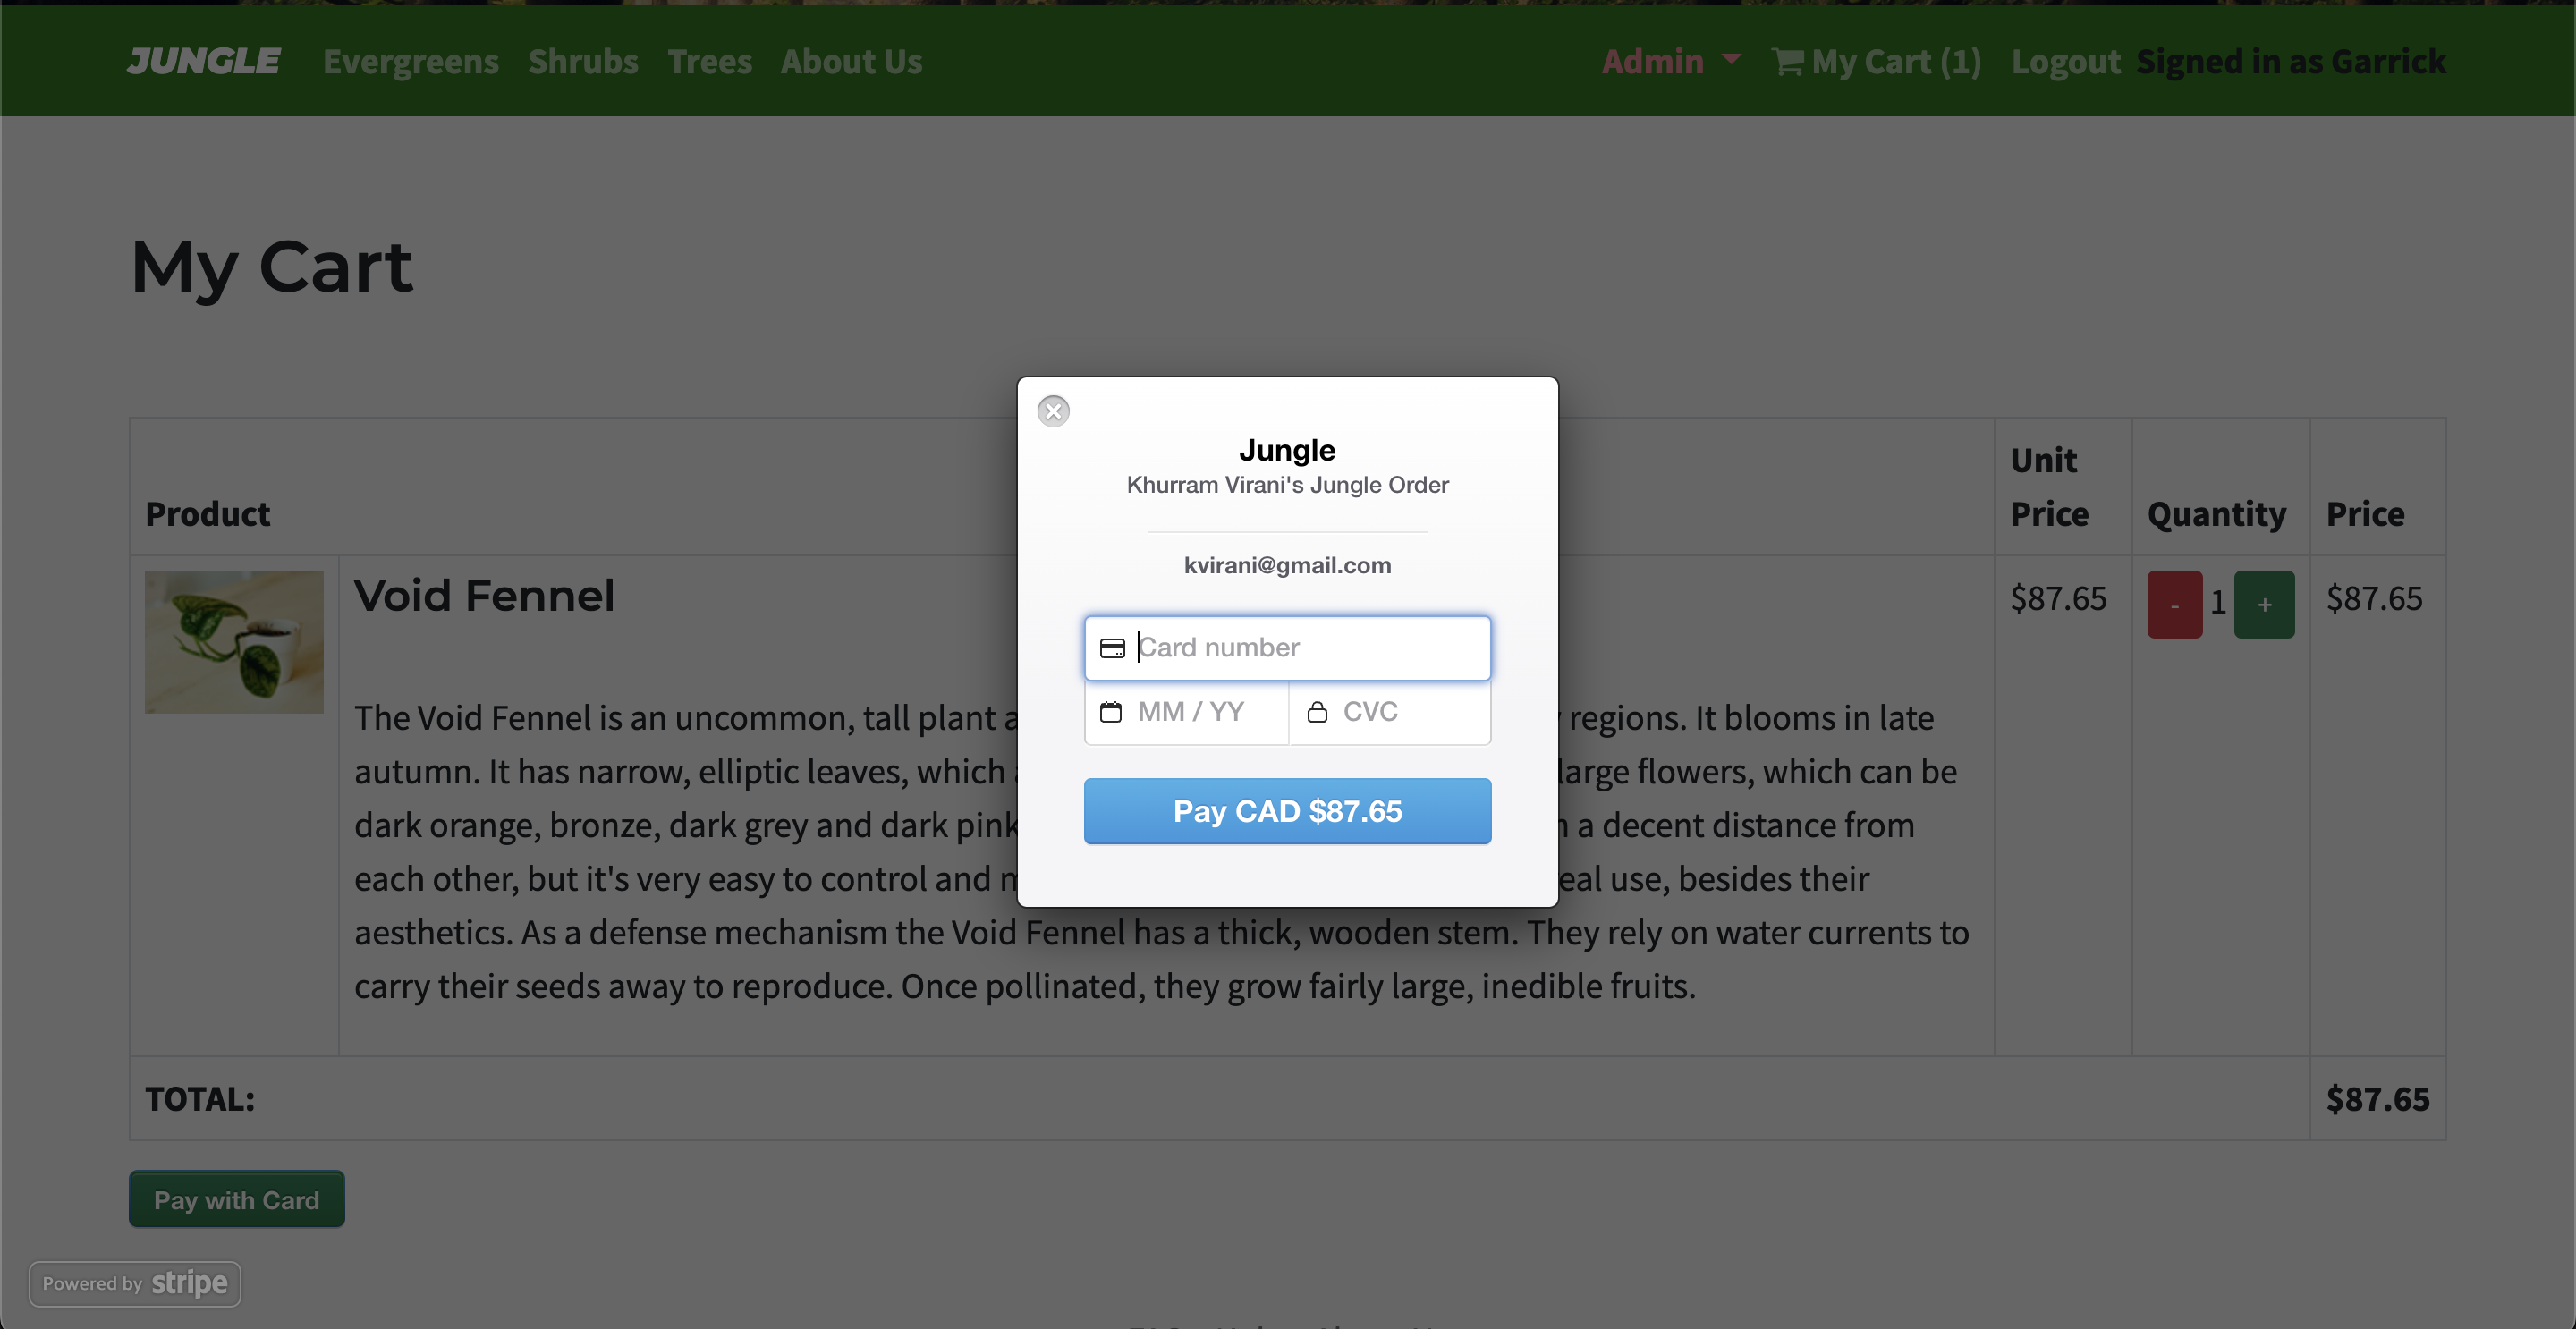 JUNGLE Evergreens Shrubs Trees About Us Admin My Cart (1) Logout Signed in as Garrick
My Cart
Product Unit Price Quantity Price
Void Fennel $87.65 - 1 + $87.65
The Void Fennel is an uncommon, tall plant regions. It blooms in late
autumn. It has narrow, elliptic leaves, which large flowers, which can be
dark orange, bronze, dark grey and dark pink a decent distance from
each other, but it's very easy to control and use, besides their
aesthetics. As a defense mechanism the Void Fennel has a thick, wooden stem. They rely on water currents to
carry their seeds away to reproduce. Once pollinated, they grow fairly large, inedible fruits.
TOTAL: $87.65
Pay with Card
Jungle
Khurram Virani's Jungle Order
kvirani@gmail.com
Card number
MM / YY CVC
Pay CAD $87.65
Powered by stripe